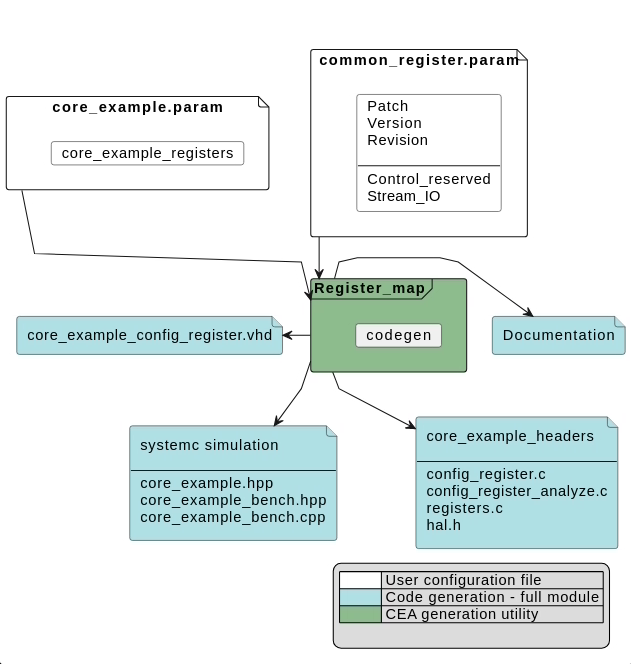 common_register.param
Patch
Version
Revision
Control_reserved
Stream_IO
core_example.param
core_example_registers
Register_map
codegen
core_example_config_register.vhd
Documentation
systemc simulation
core_example.hpp
core_example_bench.hpp
core_example_bench.cpp
core_example_headers
config_register.c
config_register_analyze.c
registers.c
hal.h
User configuration file
Code generation - full module
CEA generation utility